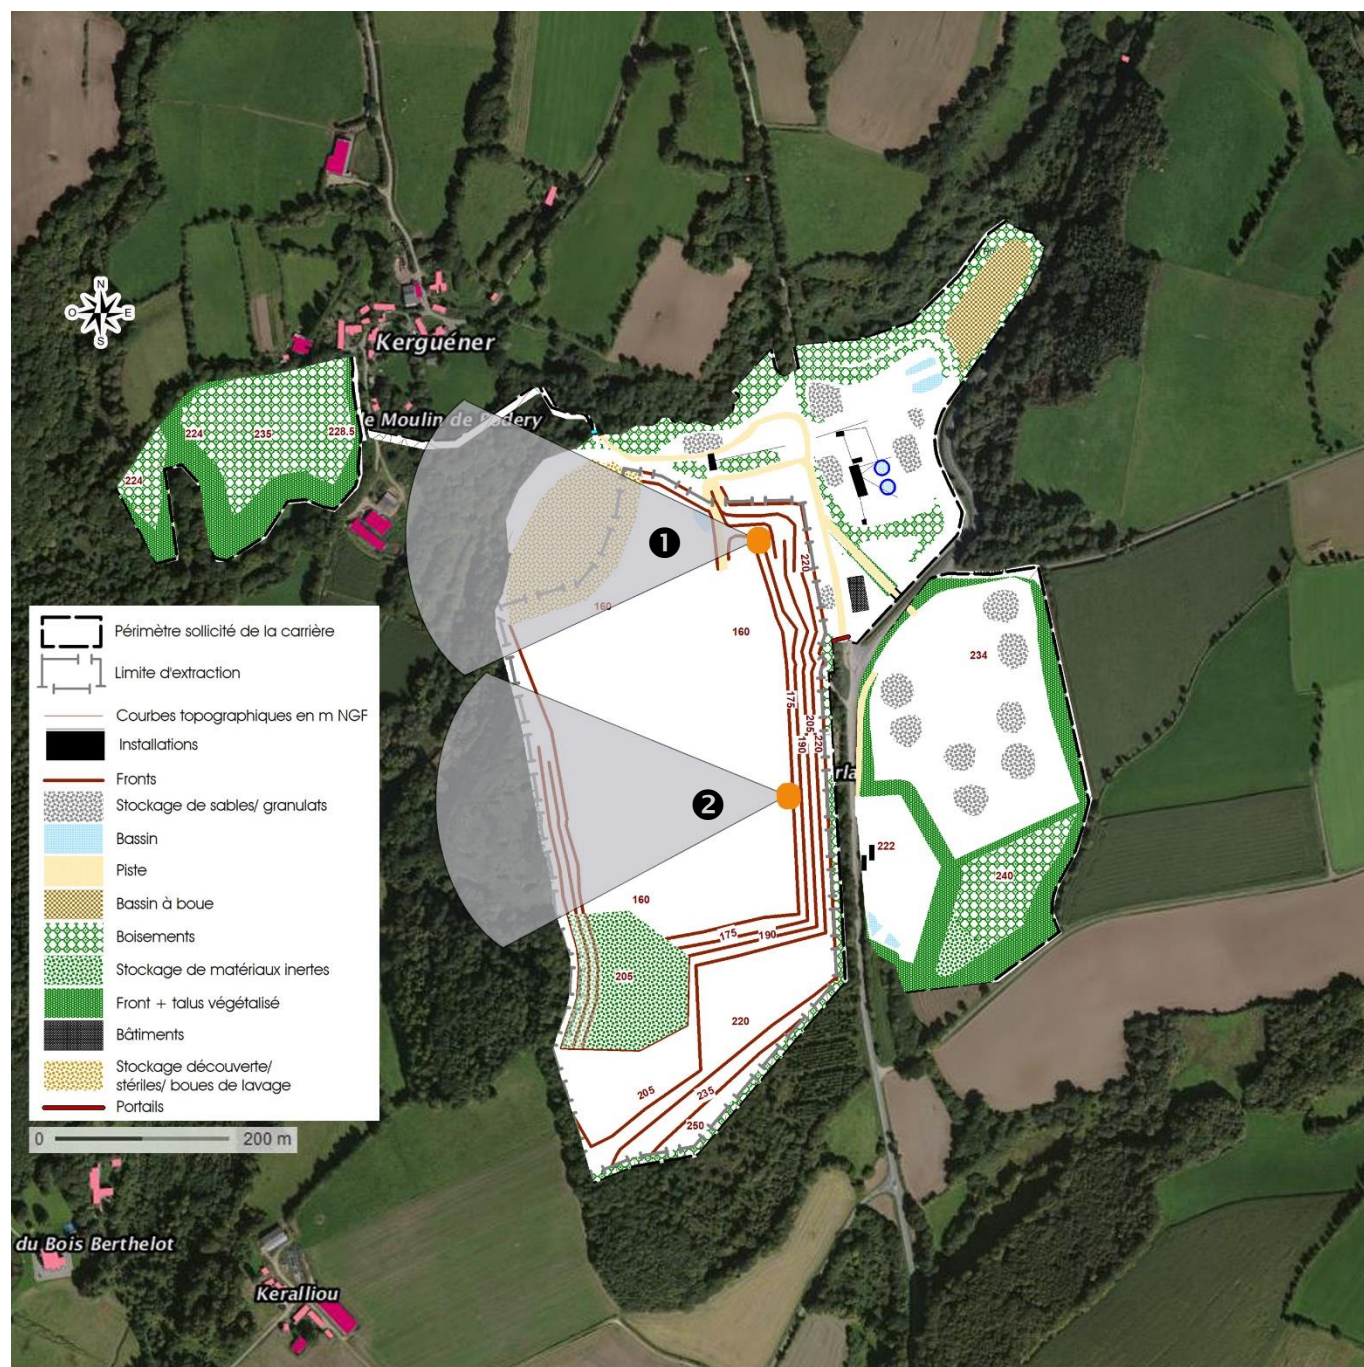 N
O
E
S
Kerguéner
le Moulin de
224
235
228.5
224
❶
160
220
160
234
Périmètre sollicité de la carrière
Limite d'extraction
Courbes topographiques en m NGF
Installations
Fronts
Stockage de sables/ granulats
Bassin
Piste
Bassin à boue
Boisements
Stockage de matériaux inertes
Front + talus végétalisé
Bâtiments
Stockage découverte/
stériles/ boues de lavage
Portails
0
200 m
175
205
190
220
❷
222
240
160
175
190
205
220
205
235
250
du Bois Berthelot
Keralliou